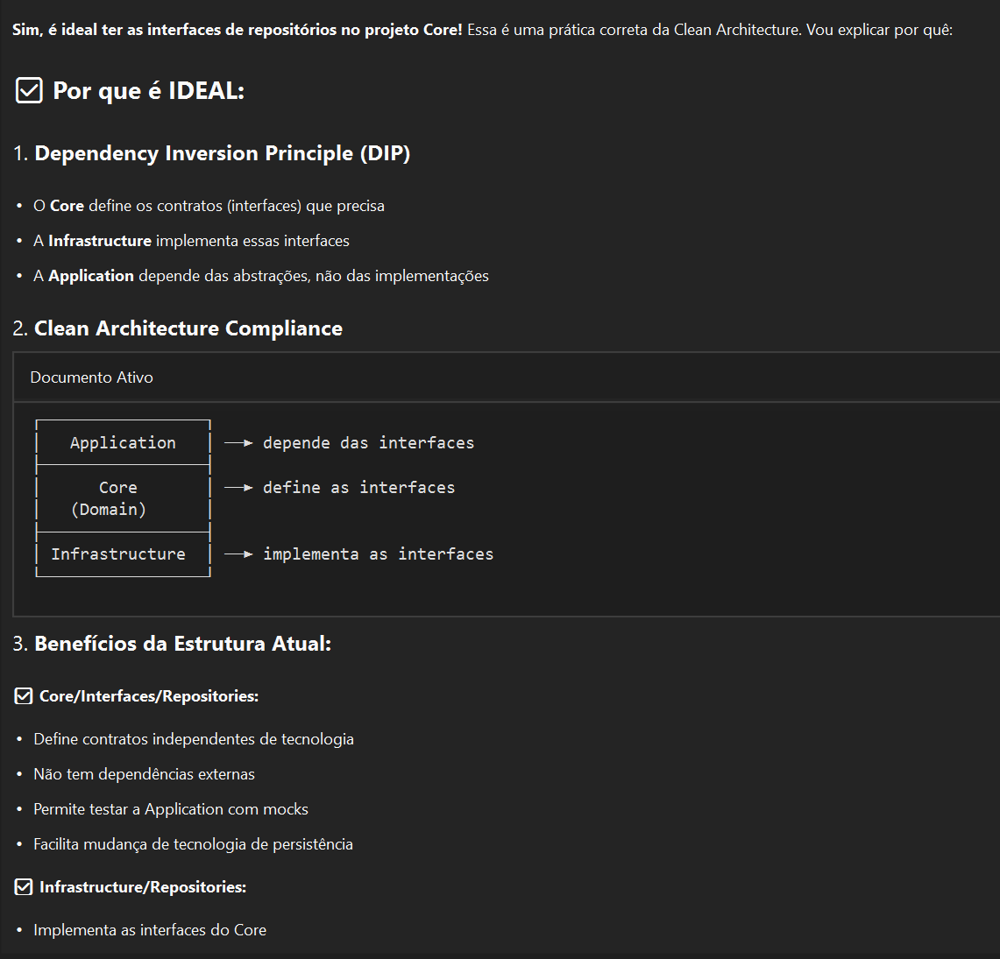 Sim, é ideal ter as interfaces de repositórios no projeto Core! Essa é uma prática correta da Clean Architecture. Vou explicar por quê:
Por que é IDEAL:
1. Dependency Inversion Principle (DIP)
• O Core define os contratos (interfaces) que precisa
• A Infrastructure implementa essas interfaces
• A Application depende das abstrações, não das implementações
2. Clean Architecture Compliance
Documento Ativo
Application ──► depende das interfaces
Core ──► define as interfaces
(Domain)
Infrastructure ──► implementa as interfaces
3. Benefícios da Estrutura Atual:
Core/Interfaces/Repositories:
• Define contratos independentes de tecnologia
• Não tem dependências externas
• Permite testar a Application com mocks
• Facilita mudança de tecnologia de persistência
Infrastructure/Repositories:
• Implementa as interfaces do Core